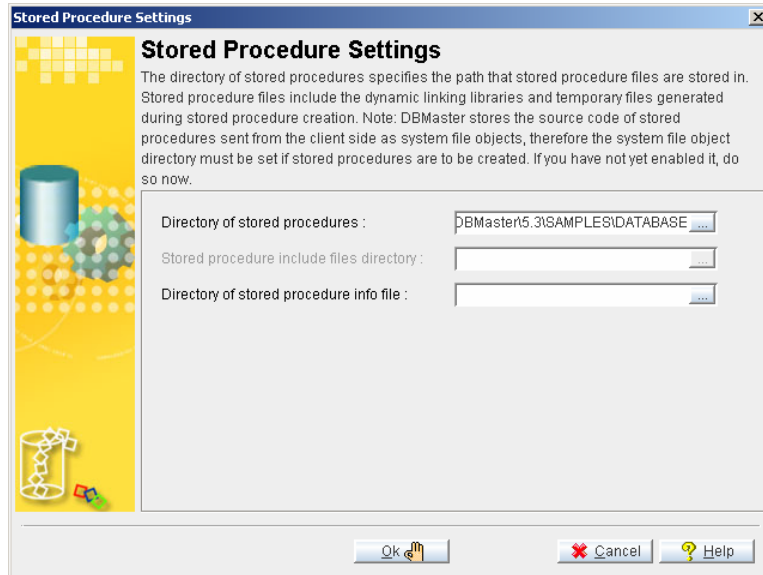 Stored Procedure Settings
Stored Procedure Settings
The directory of stored procedures specifies the path that stored procedure files are stored in.
Stored procedure files include the dynamic linking libraries and temporary files generated
during stored procedure creation. Note: DBMaster stores the source code of stored
procedures sent from the client side as system file objects, therefore the system file object
directory must be set if stored procedures are to be created. If you have not yet enabled it, do
so now.
Directory of stored procedures : DBMaster\5.3\SAMPLES\DATABASE ...
Stored procedure include files directory : ...
Directory of stored procedure info file : ...
Ok Cancel Help